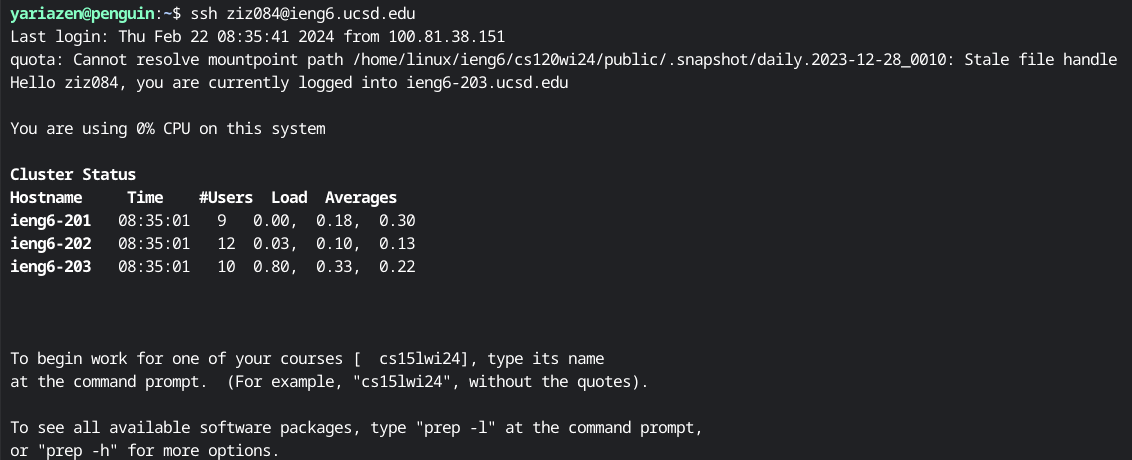 yariazen@penguin:~$ ssh ziz084@ieng6.ucsd.edu
Last login: Thu Feb 22 08:35:41 2024 from 100.81.38.151
quota: Cannot resolve mountpoint path /home/linux/ieng6/cs120wi24/public/.snapshot/daily.2023-12-28_0010: Stale file handle
Hello ziz084, you are currently logged into ieng6-203.ucsd.edu

You are using 0% CPU on this system

Cluster Status
Hostname     Time    #Users  Load  Averages
ieng6-201   08:35:01   9   0.00,  0.18,  0.30
ieng6-202   08:35:01   12  0.03,  0.10,  0.13
ieng6-203   08:35:01   10  0.80,  0.33,  0.22

To begin work for one of your courses [  cs15lwi24], type its name
at the command prompt.  (For example, "cs15lwi24", without the quotes).

To see all available software packages, type "prep -l" at the command prompt,
or "prep -h" for more options.